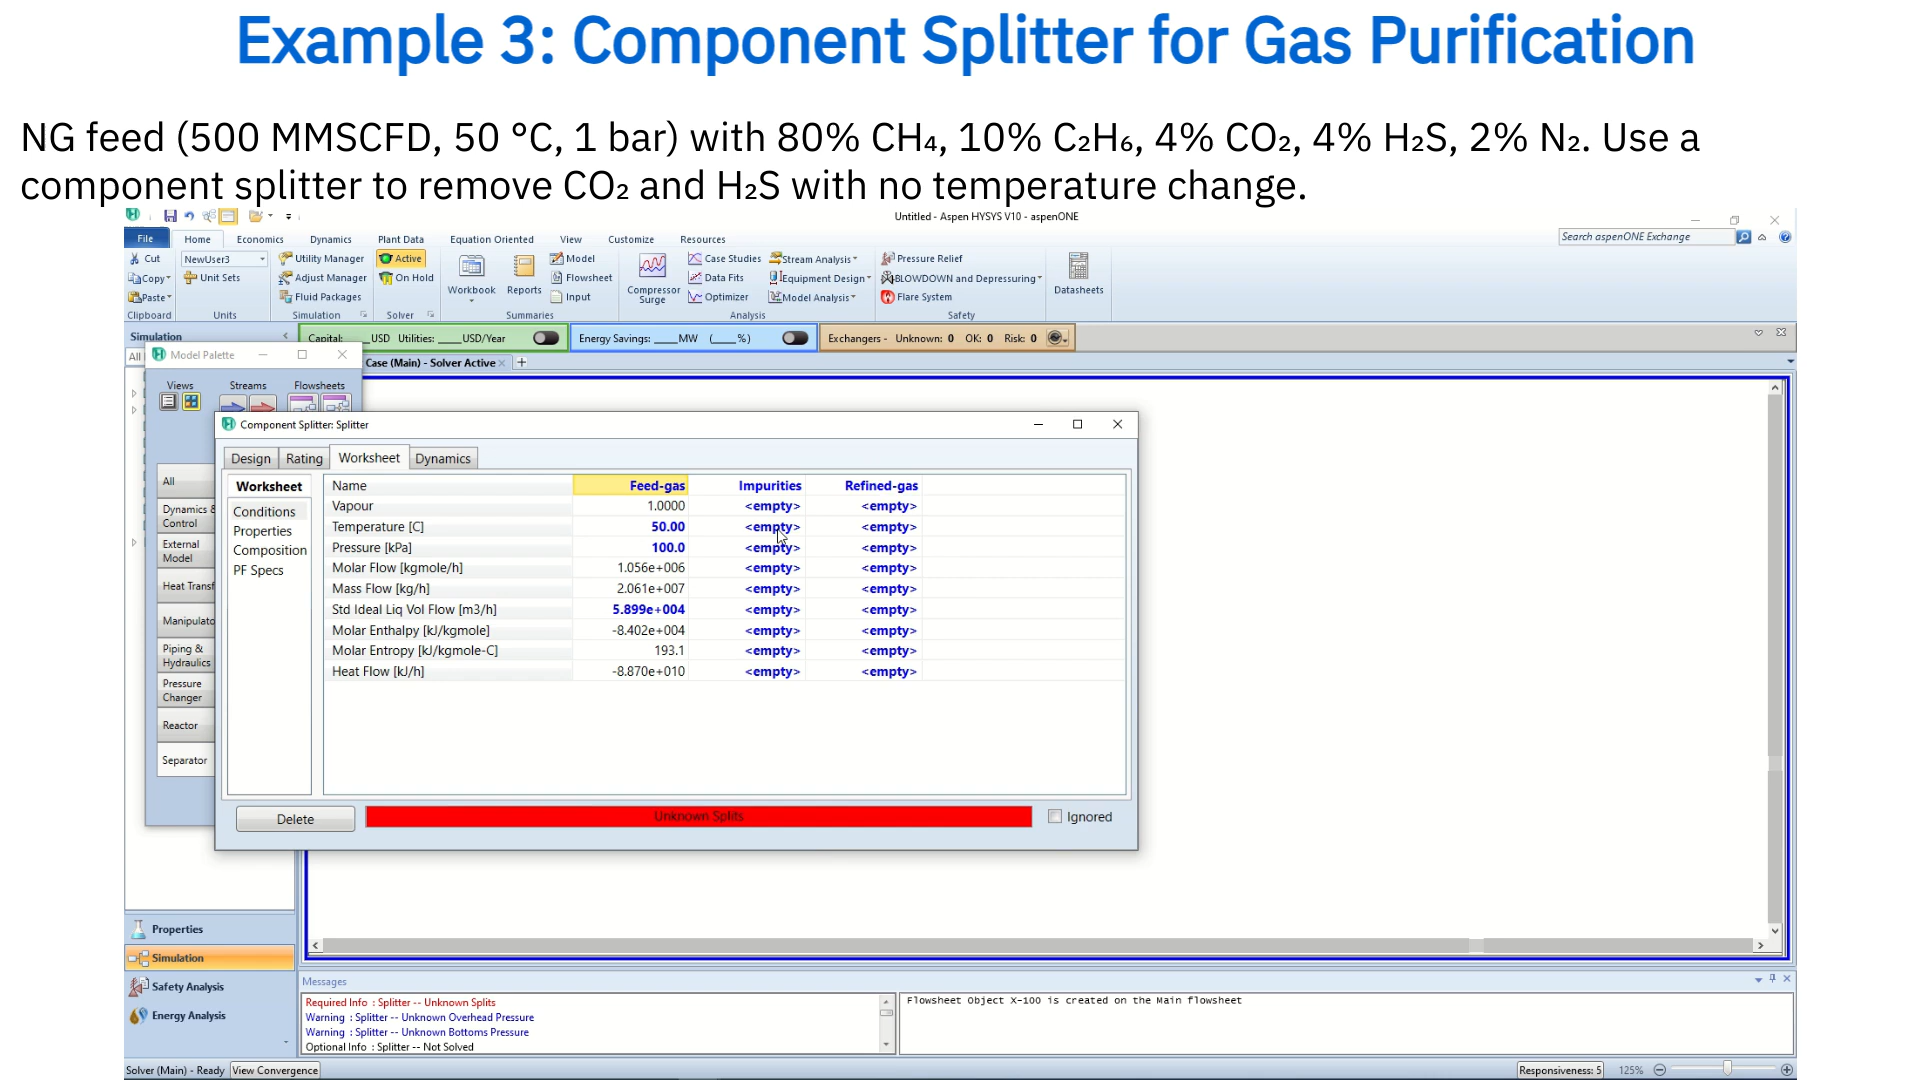 Example 3: Component Splitter for Gas Purification
NG feed (500 MMSCFD, 50 °C, 1 bar) with 80% CH₄, 10% C₂H₆, 4% CO₂, 4% H₂S, 2% N₂. Use a
component splitter to remove CO₂ and H₂S with no temperature change.
Untitled - Aspen HYSYS V10 - aspenONE
File Home Economics Dynamics Plant Data Equation Oriented View Customize Resources Search aspenONE Exchange
Cut NewUser3 Utility Manager Active Model Case Studies Stream Analysis Pressure Relief
Copy Unit Sets Adjust Manager On Hold Flowsheet Data Fits Equipment Design BLOWDOWN and Depressuring
Workbook Reports Compressor Surge Datasheets
Paste Fluid Packages Input Optimizer Model Analysis Flare System
Clipboard Units Simulation Solver Summaries Analysis Safety
Simulation Capital: ___USD Utilities: ____USD/Year Energy Savings: ____MW (____%) Exchangers - Unknown: 0 OK: 0 Risk: 0
All Model Palette Case (Main) - Solver Active +
Views Streams Flowsheets
Component Splitter: Splitter
Design Rating Worksheet Dynamics
Worksheet Name Feed-gas Impurities Refined-gas
Vapour 1.0000 <empty> <empty>
Conditions
Temperature [C] 50.00 <empty> <empty>
Properties
Pressure [kPa] 100.0 <empty> <empty>
Composition
Molar Flow [kgmole/h] 1.056e+006 <empty> <empty>
PF Specs
Mass Flow [kg/h] 2.061e+007 <empty> <empty>
Std Ideal Liq Vol Flow [m3/h] 5.899e+004 <empty> <empty>
Molar Enthalpy [kJ/kgmole] -8.402e+004 <empty> <empty>
Molar Entropy [kJ/kgmole-C] 193.1 <empty> <empty>
Heat Flow [kJ/h] -8.870e+010 <empty> <empty>
All
Dynamics &
Control
External
Model
Heat Transf
Manipulato
Piping &
Hydraulics
Pressure
Changer
Reactor
Separator
Delete Unknown Splits Ignored
Properties
Simulation
Safety Analysis
Energy Analysis
Messages
Required Info : Splitter -- Unknown Splits
Warning : Splitter -- Unknown Overhead Pressure
Warning : Splitter -- Unknown Bottoms Pressure
Optional Info : Splitter -- Not Solved
Flowsheet Object X-100 is created on the Main flowsheet
Solver (Main) - Ready View Convergence Responsiveness: 5 125%